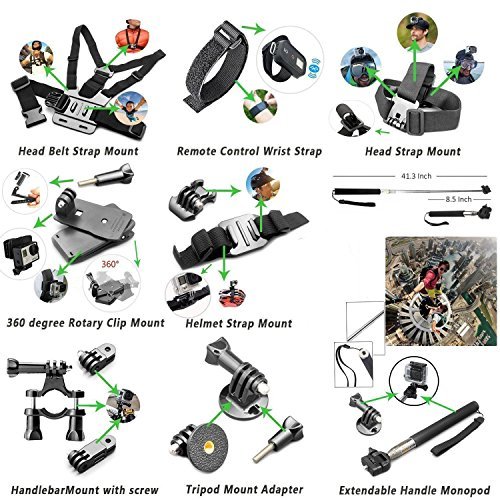 Head Belt Strap Mount
Remote Control Wrist Strap
Head Strap Mount
41.3 Inch
8.5 Inch
360°
360 degree Rotary Clip Mount
Helmet Strap Mount
HandlebarMount with screw
Tripod Mount Adapter
Extendable Handle Monopod